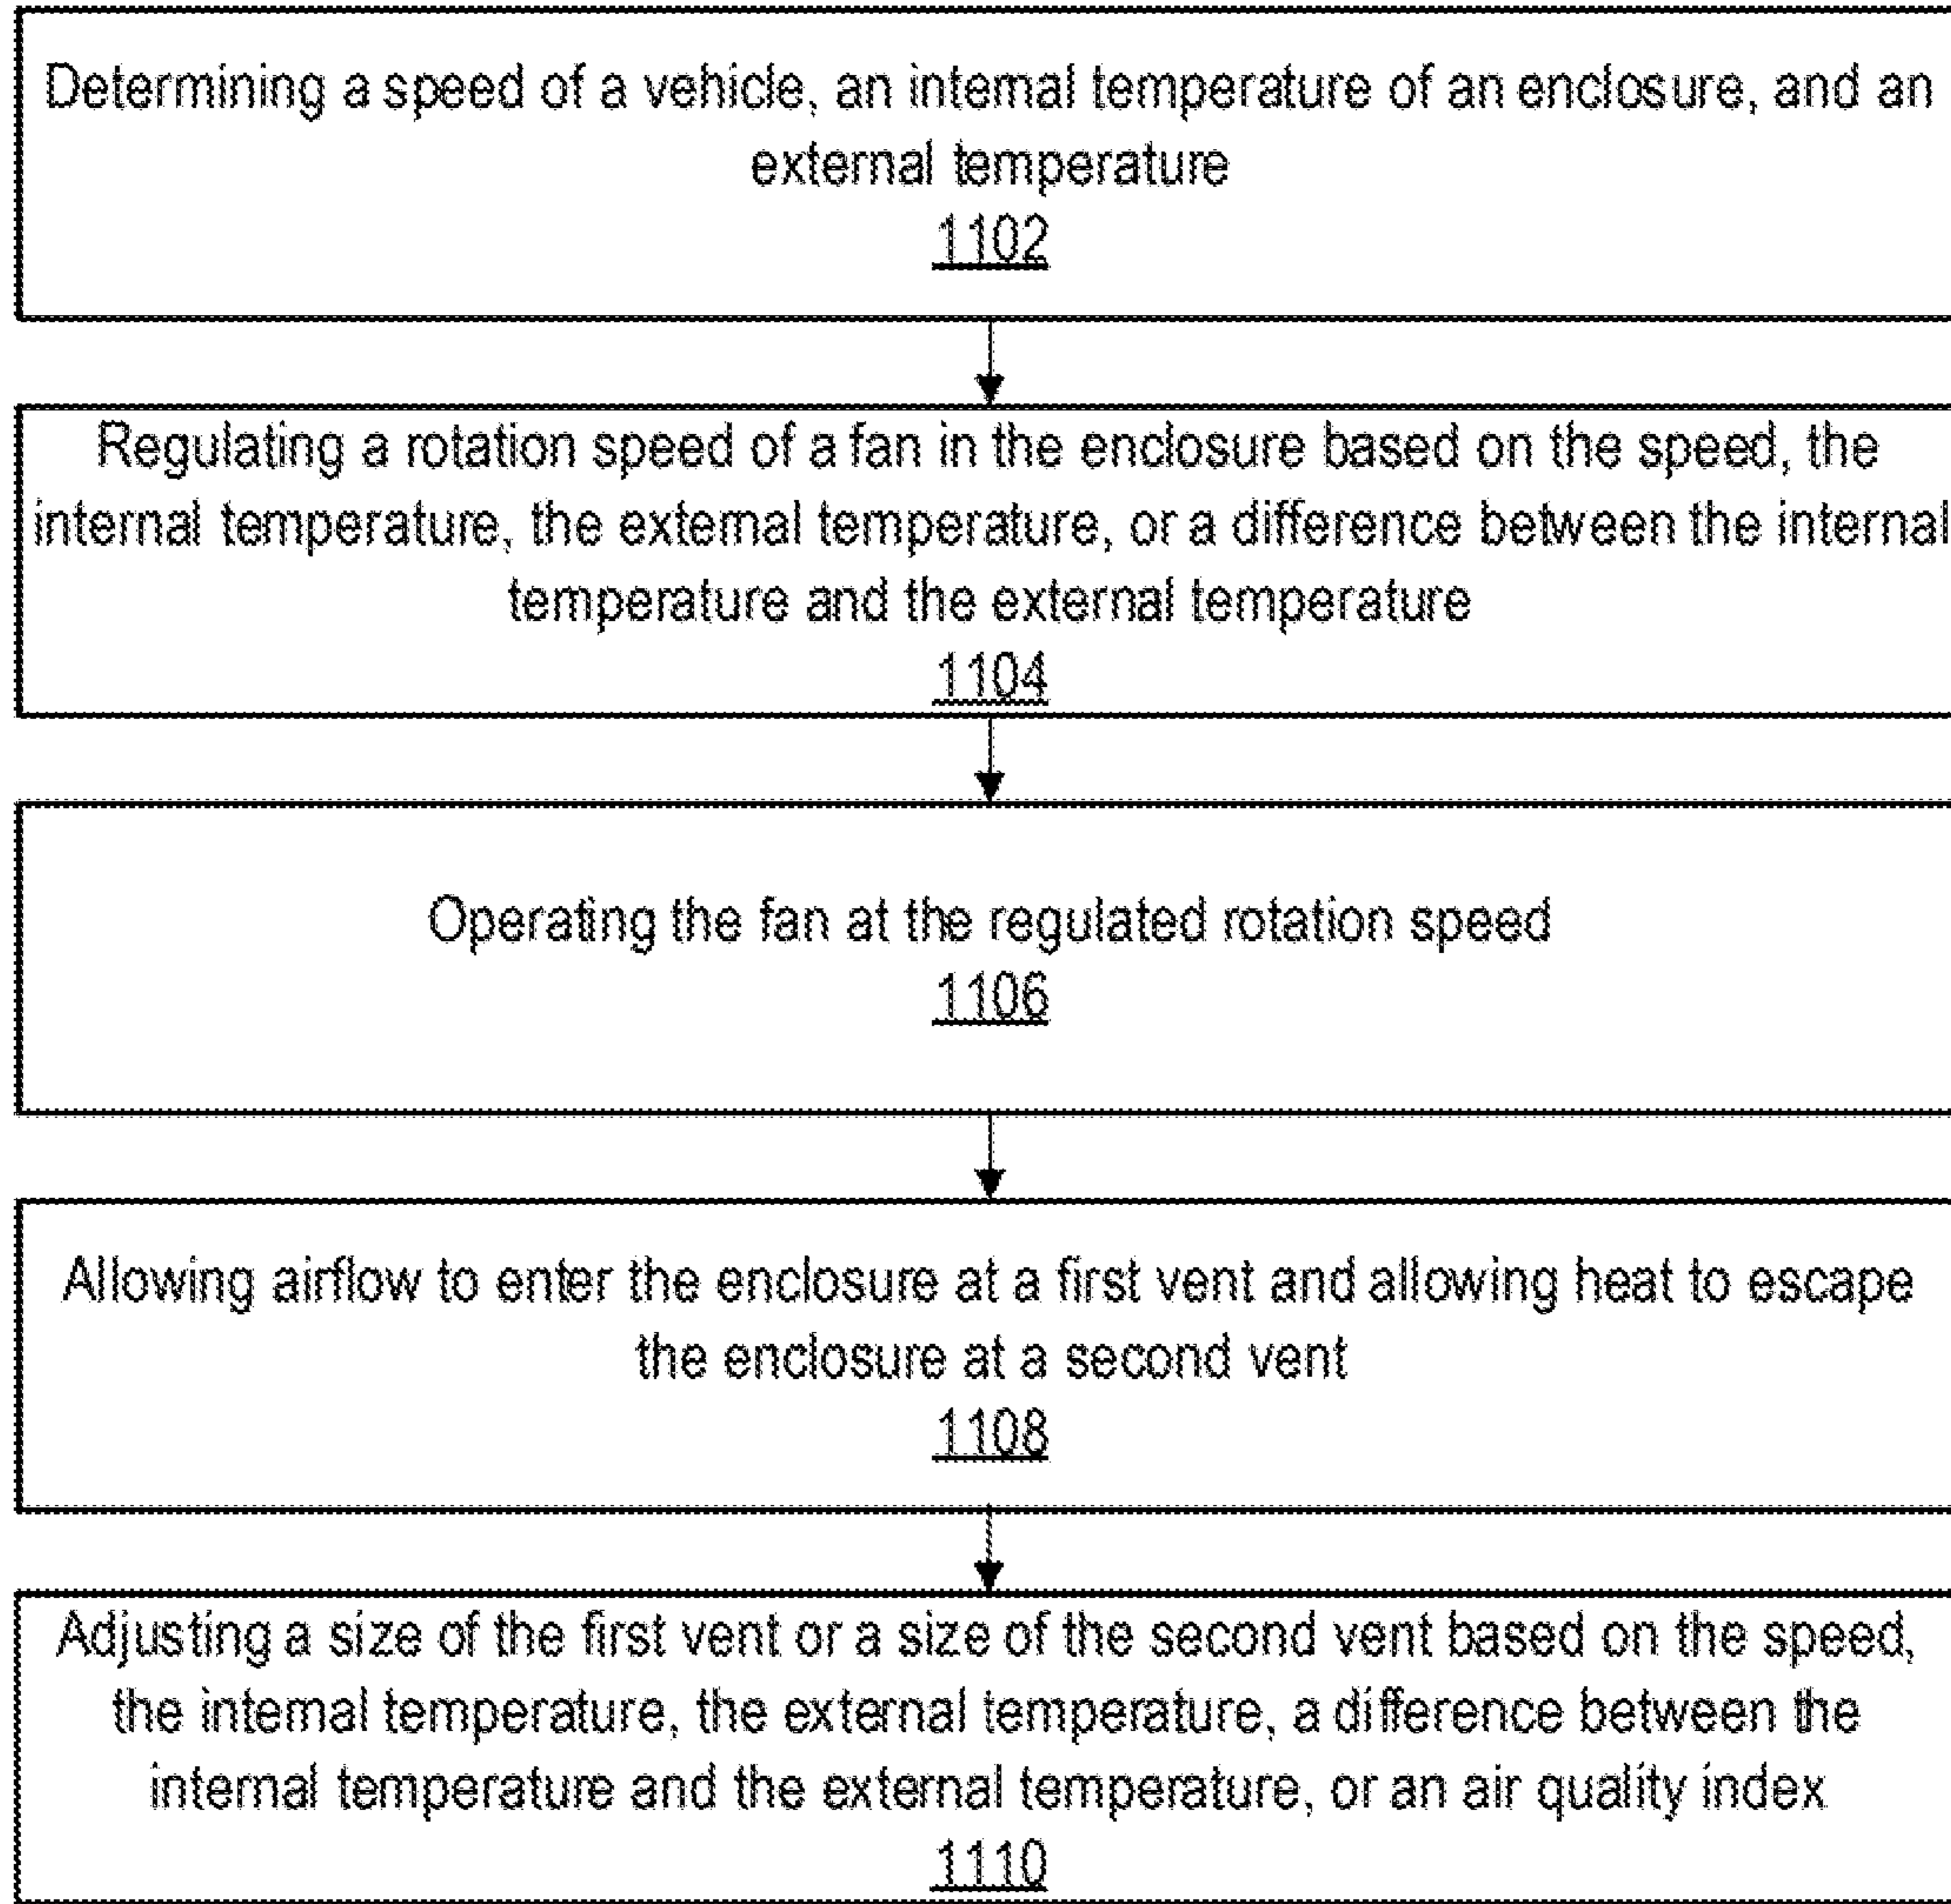 Determining a speed of a vehicle, an internal temperature of an enclosure, and an
external temperature
1102
Regulating a rotation speed of a fan in the enclosure based on the speed, the
internal temperature, the external temperature, or a difference between the internal
temperature and the external temperature
1104
Operating the fan at the regulated rotation speed
1106
Allowing airflow to enter the enclosure at a first vent and allowing heat to escape
the enclosure at a second vent
1108
Adjusting a size of the first vent or a size of the second vent based on the speed,
the internal temperature, the external temperature, a difference between the
internal temperature and the external temperature, or an air quality index
1110